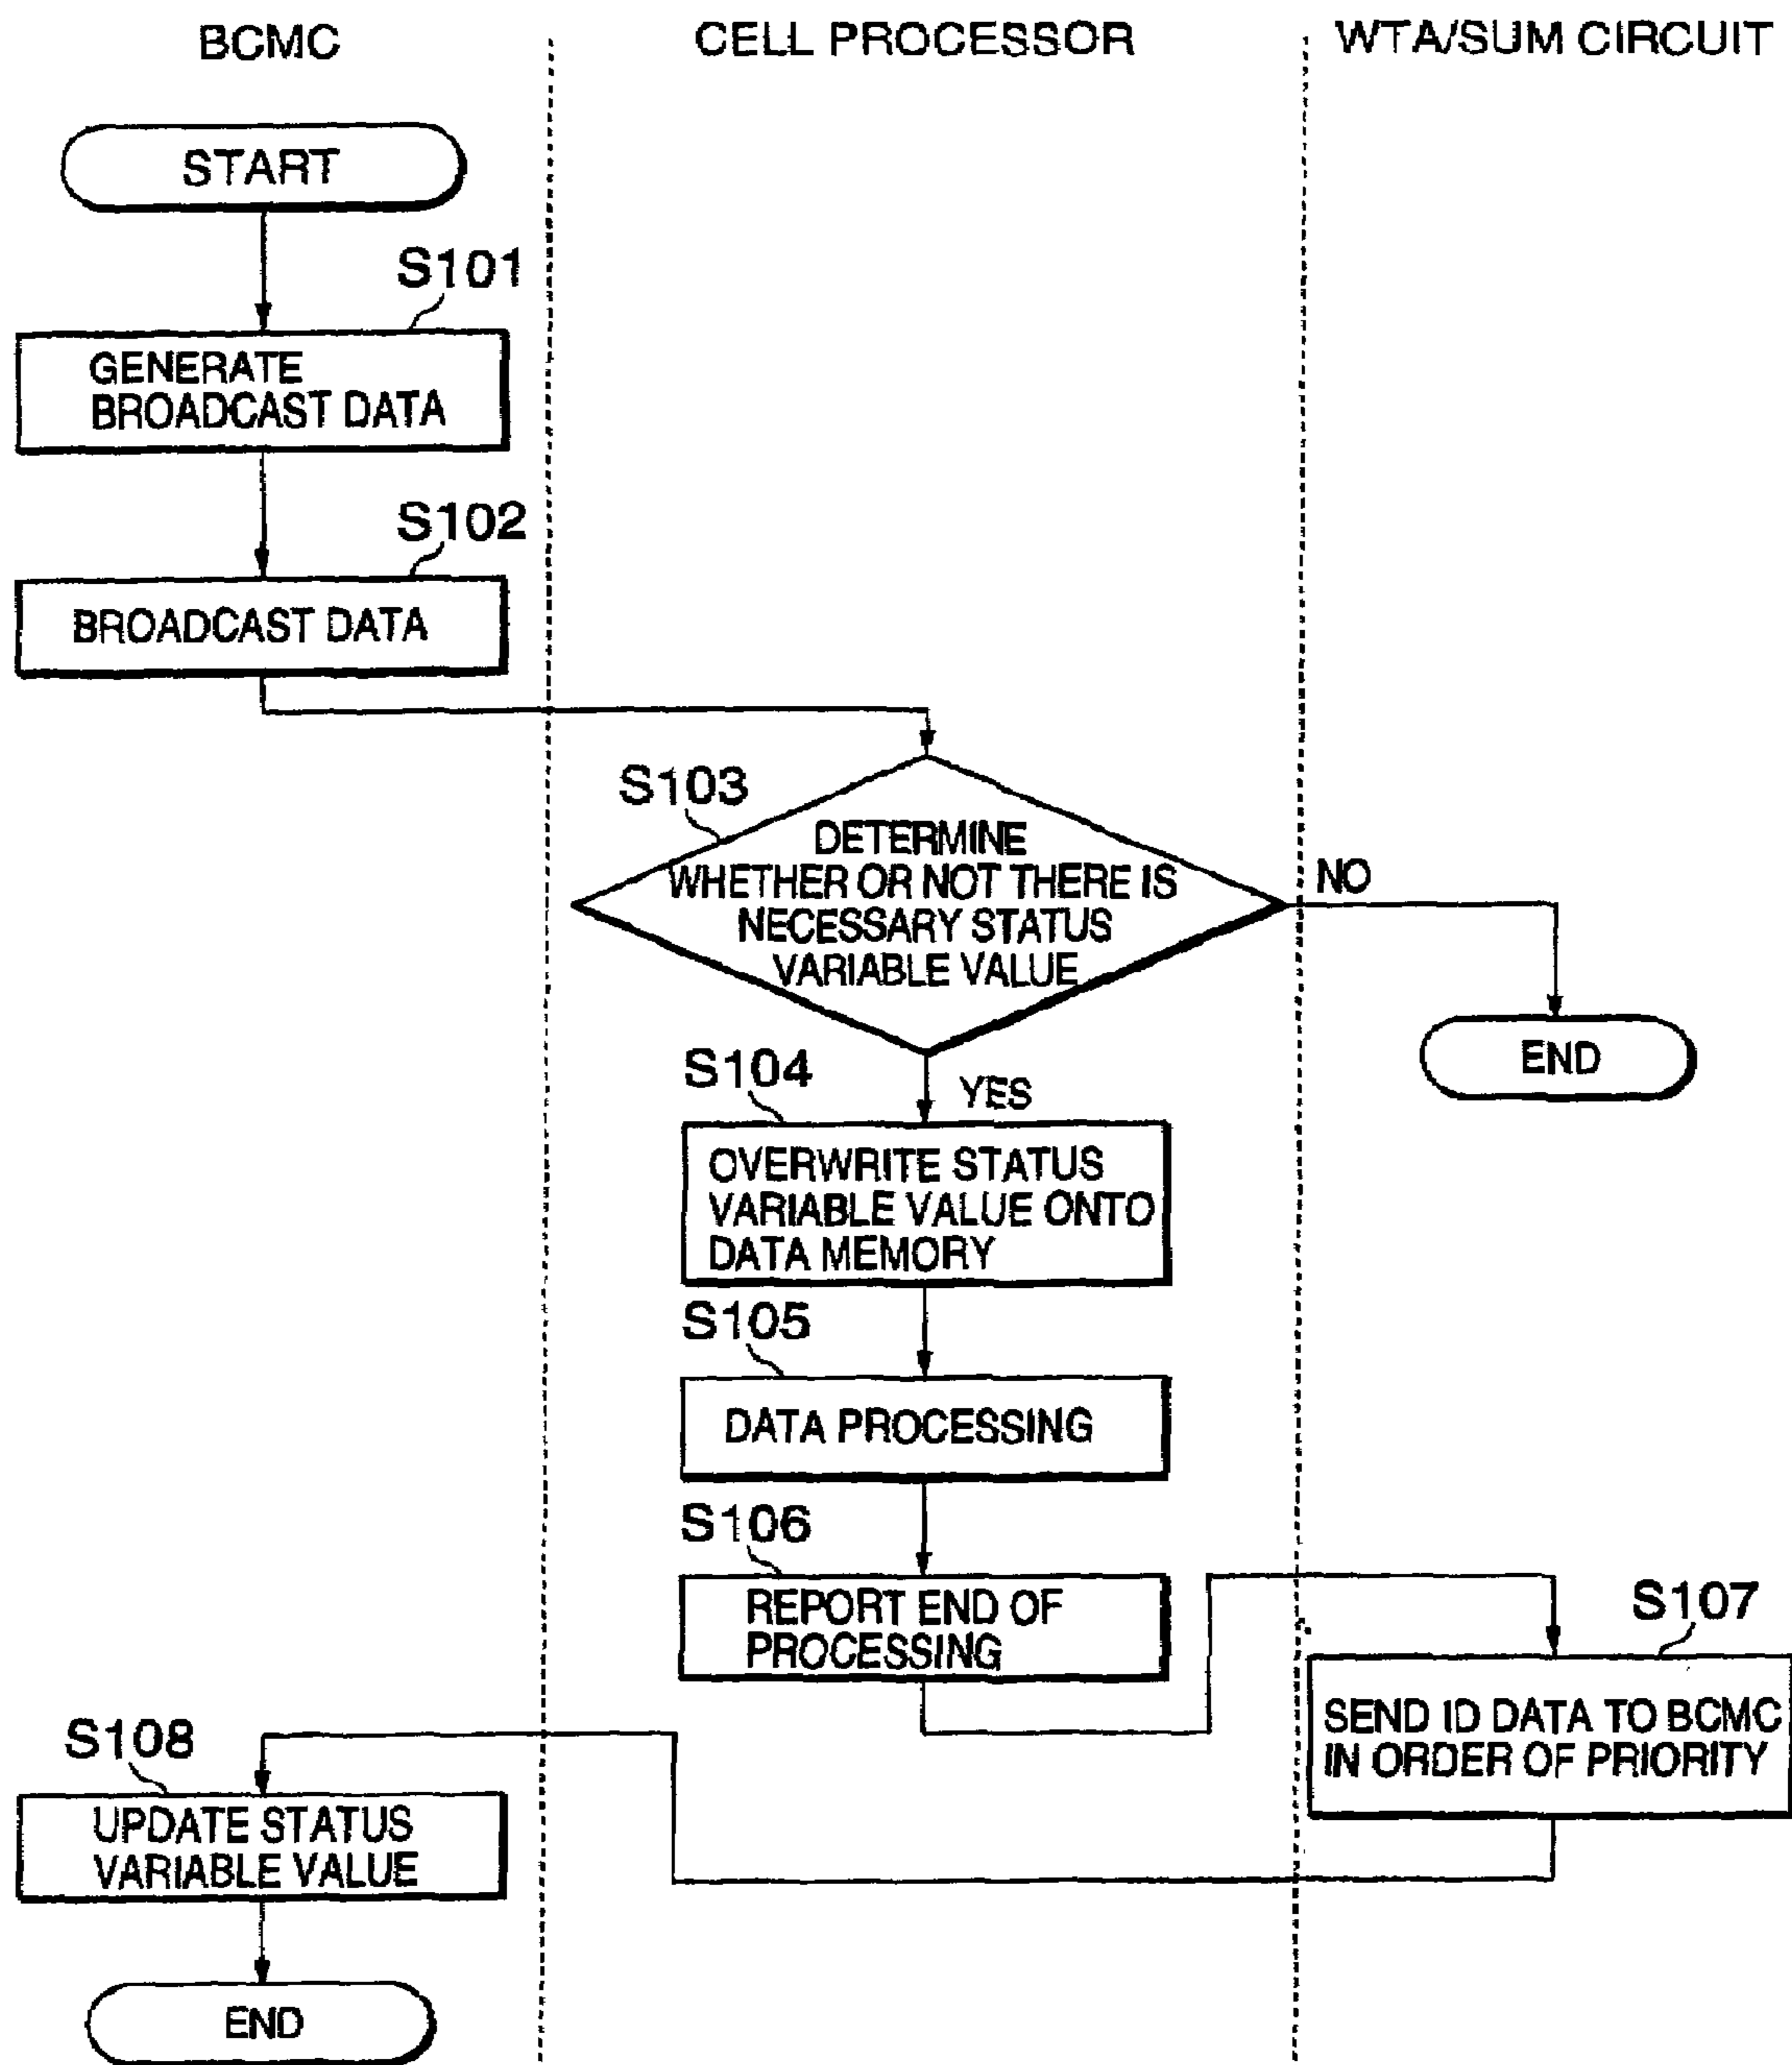 BCMC
CELL PROCESSOR
WTA/SUM CIRCUIT
START
S101
GENERATE
BROADCAST DATA
S102
BROADCAST DATA
S103
DETERMINE
WHETHER OR NOT THERE IS
NECESSARY STATUS
VARIABLE VALUE
NO
END
YES
S104
OVERWRITE STATUS
VARIABLE VALUE ONTO
DATA MEMORY
S105
DATA PROCESSING
S106
REPORT END OF
PROCESSING
S107
SEND ID DATA TO BCMC
IN ORDER OF PRIORITY
S108
UPDATE STATUS
VARIABLE VALUE
END